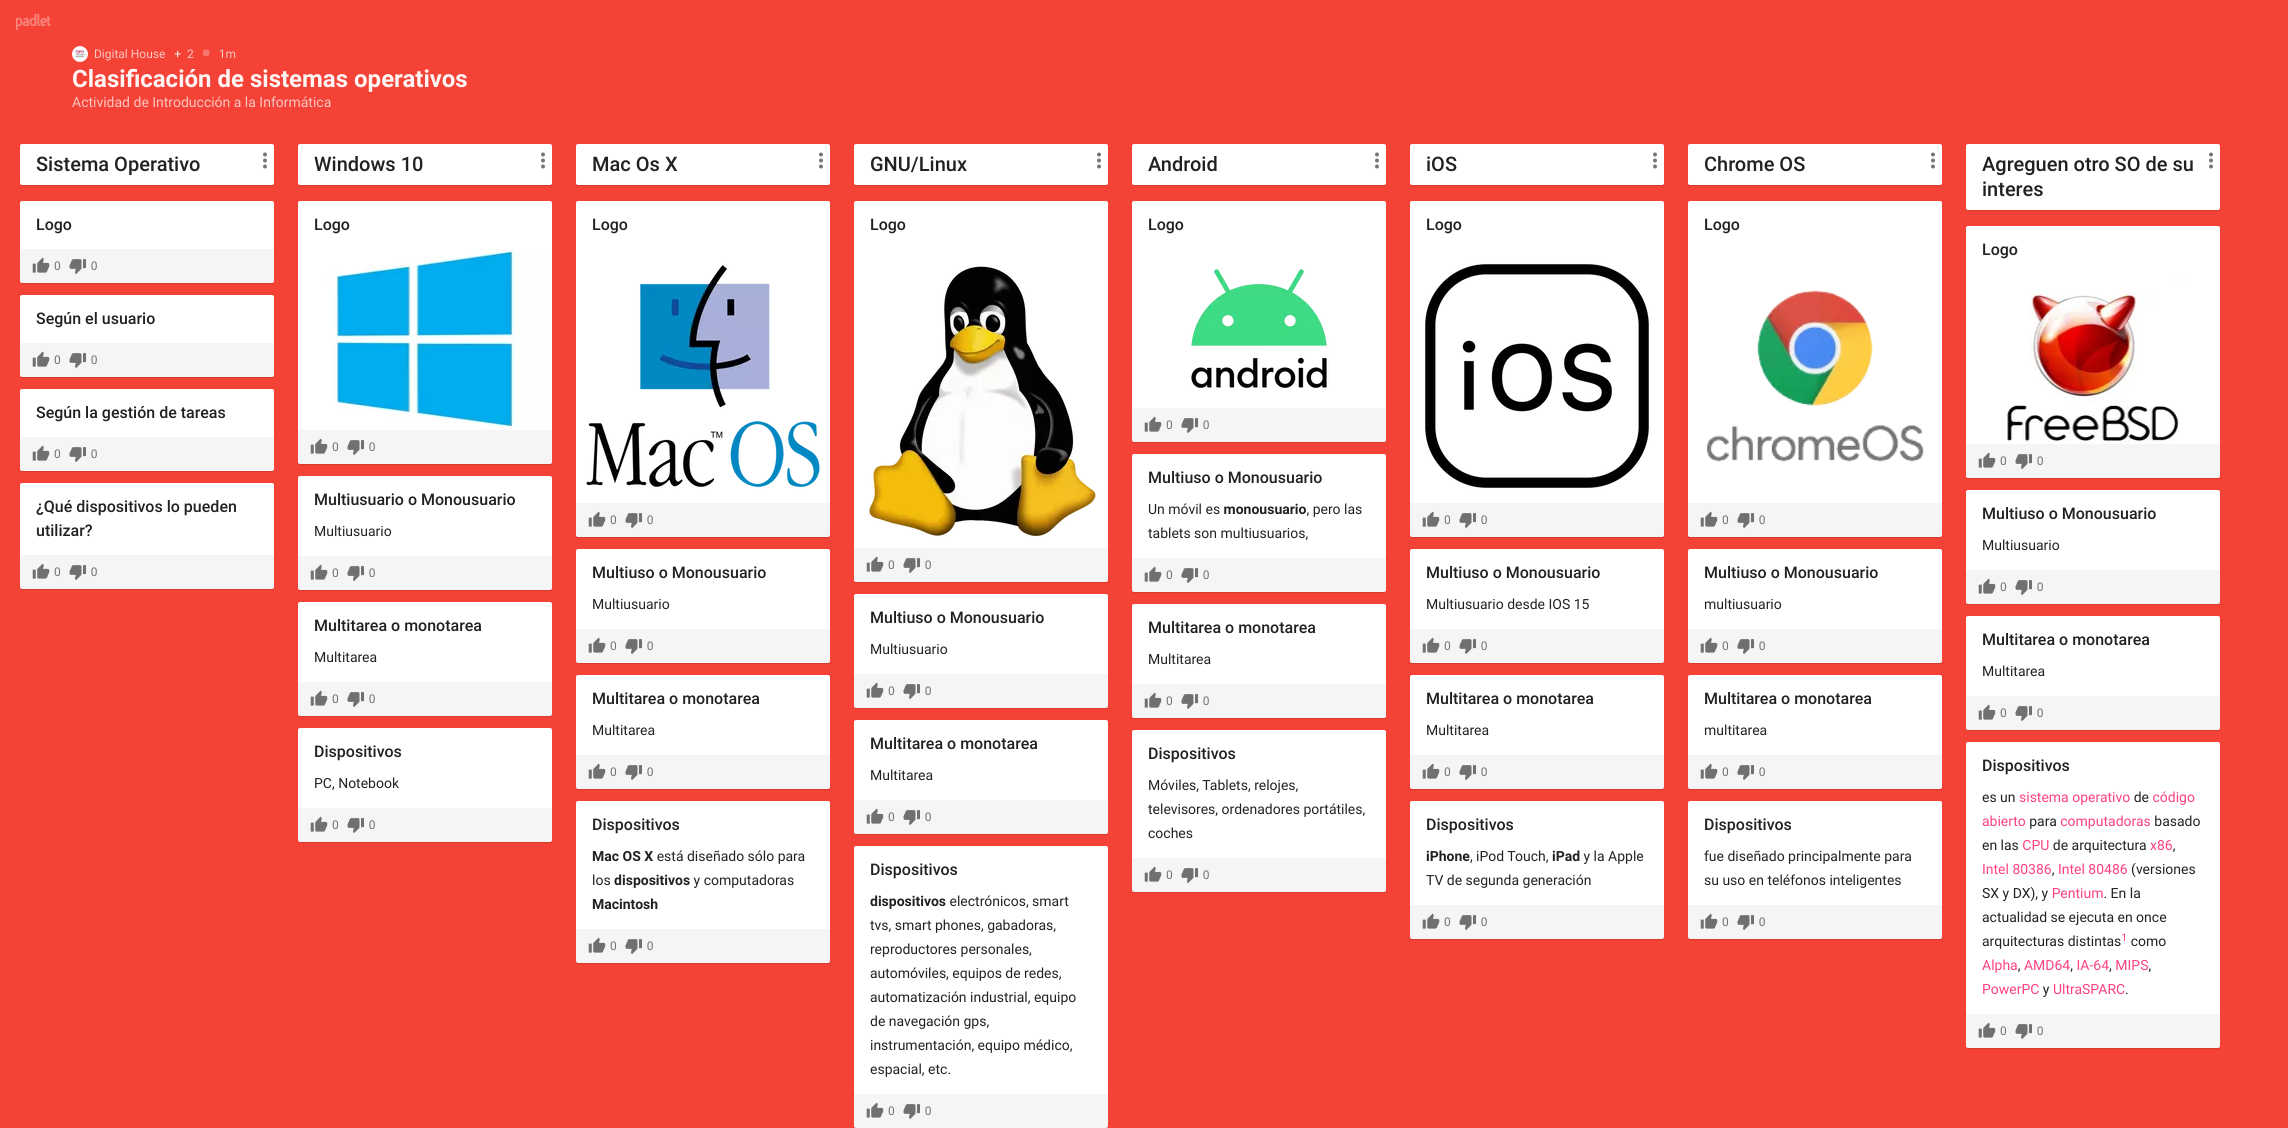 padlet
Digital House + 2 1m
Clasificación de sistemas operativos
Actividad de Introducción a la Informática
Sistema Operativo
Logo
0 0
Según el usuario
0 0
Según la gestión de tareas
0 0
¿Qué dispositivos lo pueden
utilizar?
0 0
Windows 10
Logo
0 0
Multiusuario o Monousuario
Multiusuario
0 0
Multitarea o monotarea
Multitarea
0 0
Dispositivos
PC, Notebook
0 0
Mac Os X
Logo
Mac™ OS
0 0
Multiuso o Monousuario
Multiusuario
0 0
Multitarea o monotarea
Multitarea
0 0
Dispositivos
Mac OS X está diseñado sólo para
los dispositivos y computadoras
Macintosh
0 0
GNU/Linux
Logo
0 0
Multiuso o Monousuario
Multiusuario
0 0
Multitarea o monotarea
Multitarea
0 0
Dispositivos
dispositivos electrónicos, smart
tvs, smart phones, gabadoras,
reproductores personales,
automóviles, equipos de redes,
automatización industrial, equipo
de navegación gps,
instrumentación, equipo médico,
espacial, etc.
0 0
Android
Logo
android
0 0
Multiuso o Monousuario
Un móvil es monousuario, pero las
tablets son multiusuarios,
0 0
Multitarea o monotarea
Multitarea
0 0
Dispositivos
Móviles, Tablets, relojes,
televisores, ordenadores portátiles,
coches
0 0
iOS
Logo
iOS
0 0
Multiuso o Monousuario
Multiusuario desde IOS 15
0 0
Multitarea o monotarea
Multitarea
0 0
Dispositivos
iPhone, iPod Touch, iPad y la Apple
TV de segunda generación
0 0
Chrome OS
Logo
chromeOS
0 0
Multiuso o Monousuario
multiusuario
0 0
Multitarea o monotarea
multitarea
0 0
Dispositivos
fue diseñado principalmente para
su uso en teléfonos inteligentes
0 0
Agreguen otro SO de su
interes
Logo
FreeBSD
0 0
Multiuso o Monousuario
Multiusuario
0 0
Multitarea o monotarea
Multitarea
0 0
Dispositivos
es un sistema operativo de código
abierto para computadoras basado
en las CPU de arquitectura x86,
Intel 80386, Intel 80486 (versiones
SX y DX), y Pentium. En la
actualidad se ejecuta en once
arquitecturas distintas¹ como
Alpha, AMD64, IA-64, MIPS,
PowerPC y UltraSPARC.
0 0